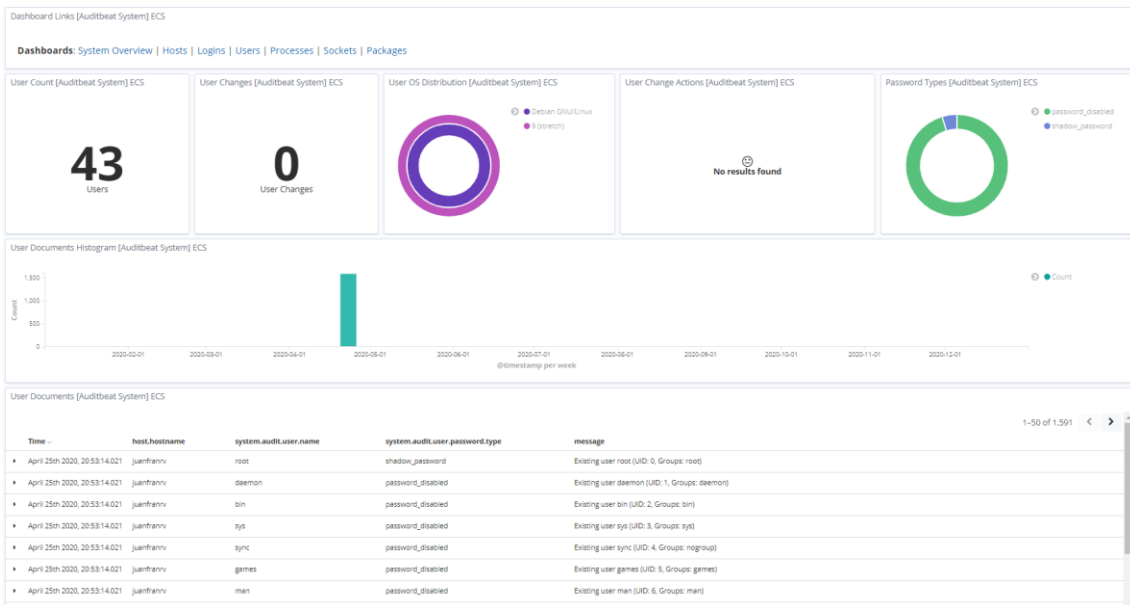 Dashboard Links [Auditbeat System] ECS
Dashboards: System Overview | Hosts | Logins | Users | Processes | Sockets | Packages
User Count [Auditbeat System] ECS
43
Users
User Changes [Auditbeat System] ECS
0
User Changes
User OS Distribution [Auditbeat System] ECS
Debian GNU/Linux
9 (stretch)
User Change Actions [Auditbeat System] ECS
No results found
Password Types [Auditbeat System] ECS
password_disabled
shadow_password
User Documents Histogram [Auditbeat System] ECS
1,500
1,000
500
0
Count
2020-02-01 2020-03-01 2020-04-01 2020-05-01 2020-06-01 2020-07-01 2020-08-01 2020-09-01 2020-10-01 2020-11-01 2020-12-01
@timestamp per week
Count
User Documents [Auditbeat System] ECS
1–50 of 1,591
Time host.hostname system.audit.user.name system.audit.user.password.type message
April 25th 2020, 20:53:14.021 juanfranrv root shadow_password Existing user root (UID: 0, Groups: root)
April 25th 2020, 20:53:14.021 juanfranrv daemon password_disabled Existing user daemon (UID: 1, Groups: daemon)
April 25th 2020, 20:53:14.021 juanfranrv bin password_disabled Existing user bin (UID: 2, Groups: bin)
April 25th 2020, 20:53:14.021 juanfranrv sys password_disabled Existing user sys (UID: 3, Groups: sys)
April 25th 2020, 20:53:14.021 juanfranrv sync password_disabled Existing user sync (UID: 4, Groups: nogroup)
April 25th 2020, 20:53:14.021 juanfranrv games password_disabled Existing user games (UID: 5, Groups: games)
April 25th 2020, 20:53:14.021 juanfranrv man password_disabled Existing user man (UID: 6, Groups: man)